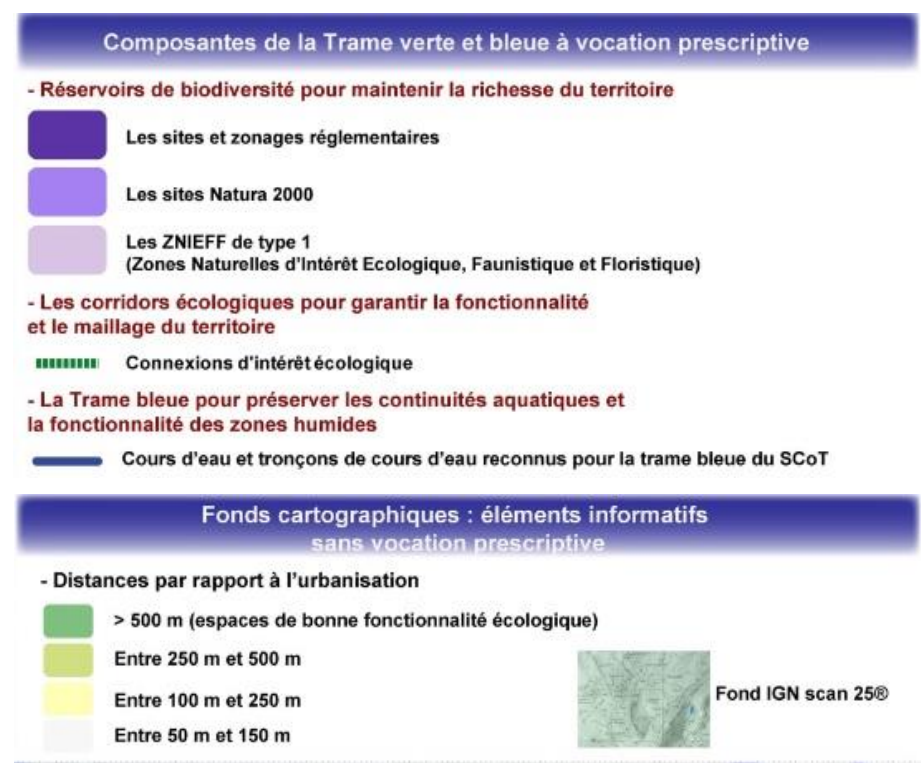 Composantes de la Trame verte et bleue à vocation prescriptive
- Réservoirs de biodiversité pour maintenir la richesse du territoire
Les sites et zonages réglementaires
Les sites Natura 2000
Les ZNIEFF de type 1
(Zones Naturelles d'Intérêt Ecologique, Faunistique et Floristique)
- Les corridors écologiques pour garantir la fonctionnalité
et le maillage du territoire
Connexions d'intérêt écologique
- La Trame bleue pour préserver les continuités aquatiques et
la fonctionnalité des zones humides
Cours d'eau et tronçons de cours d'eau reconnus pour la trame bleue du SCoT
Fonds cartographiques : éléments informatifs
sans vocation prescriptive
- Distances par rapport à l'urbanisation
> 500 m (espaces de bonne fonctionnalité écologique)
Entre 250 m et 500 m
Entre 100 m et 250 m
Entre 50 m et 150 m
Fond IGN scan 25®